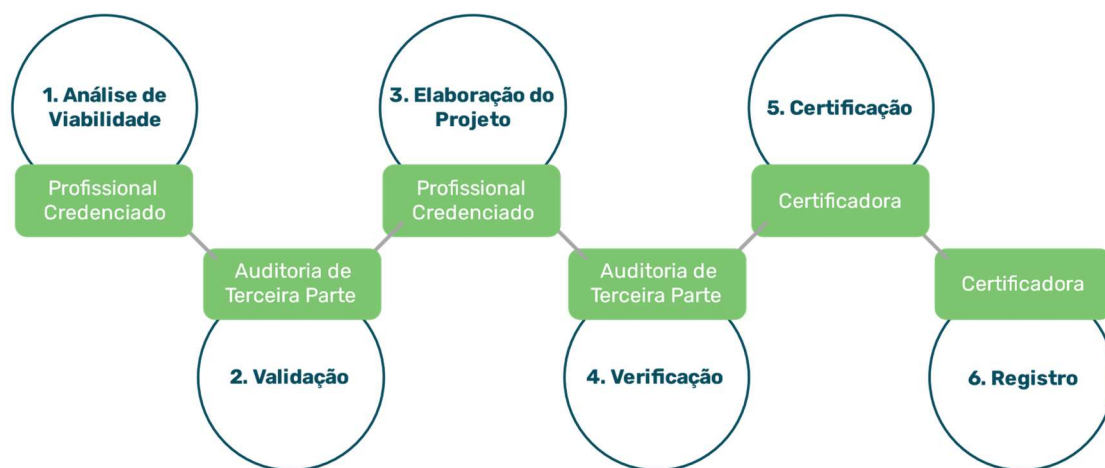 1. Análise de
Viabilidade
Profissional
Credenciado
Auditoria de
Terceira Parte
2. Validação
3. Elaboração do
Projeto
Profissional
Credenciado
Auditoria de
Terceira Parte
4. Verificação
5. Certificação
Certificadora
Certificadora
6. Registro